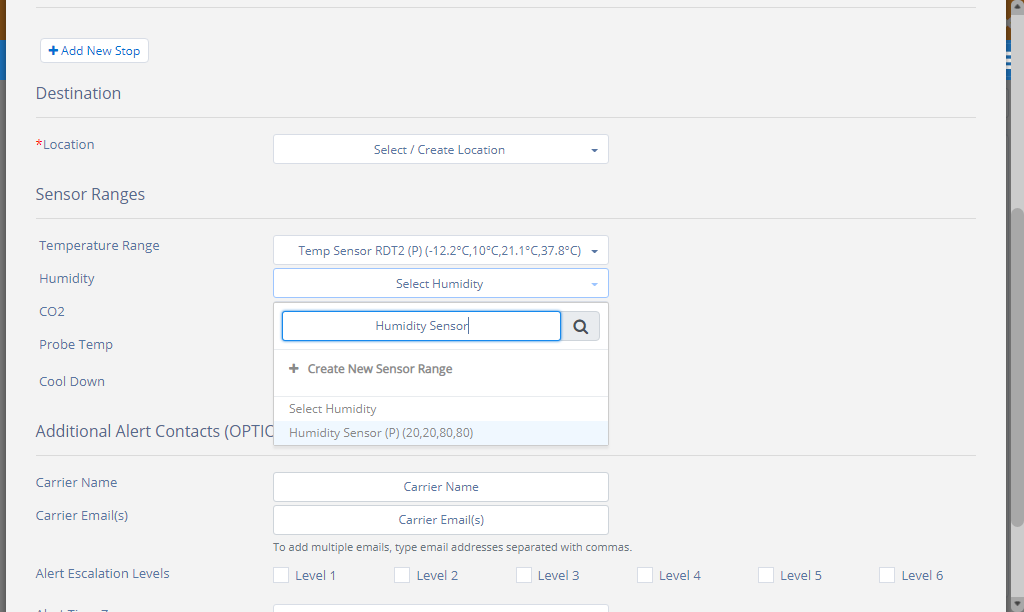 Add New Stop
Destination
*Location
Select / Create Location
Sensor Ranges
Temperature Range
Temp Sensor RDT2 (P) (-12.2°C,10°C,21.1°C,37.8°C)
Humidity
Select Humidity
CO2
Humidity Sensor
Probe Temp
Create New Sensor Range
Cool Down
Select Humidity
Additional Alert Contacts (OPTIO
Humidity Sensor (P) (20,20,80,80)
Carrier Name
Carrier Name
Carrier Email(s)
Carrier Email(s)
To add multiple emails, type email addresses separated with commas.
Alert Escalation Levels
Level 1 Level 2 Level 3 Level 4 Level 5 Level 6